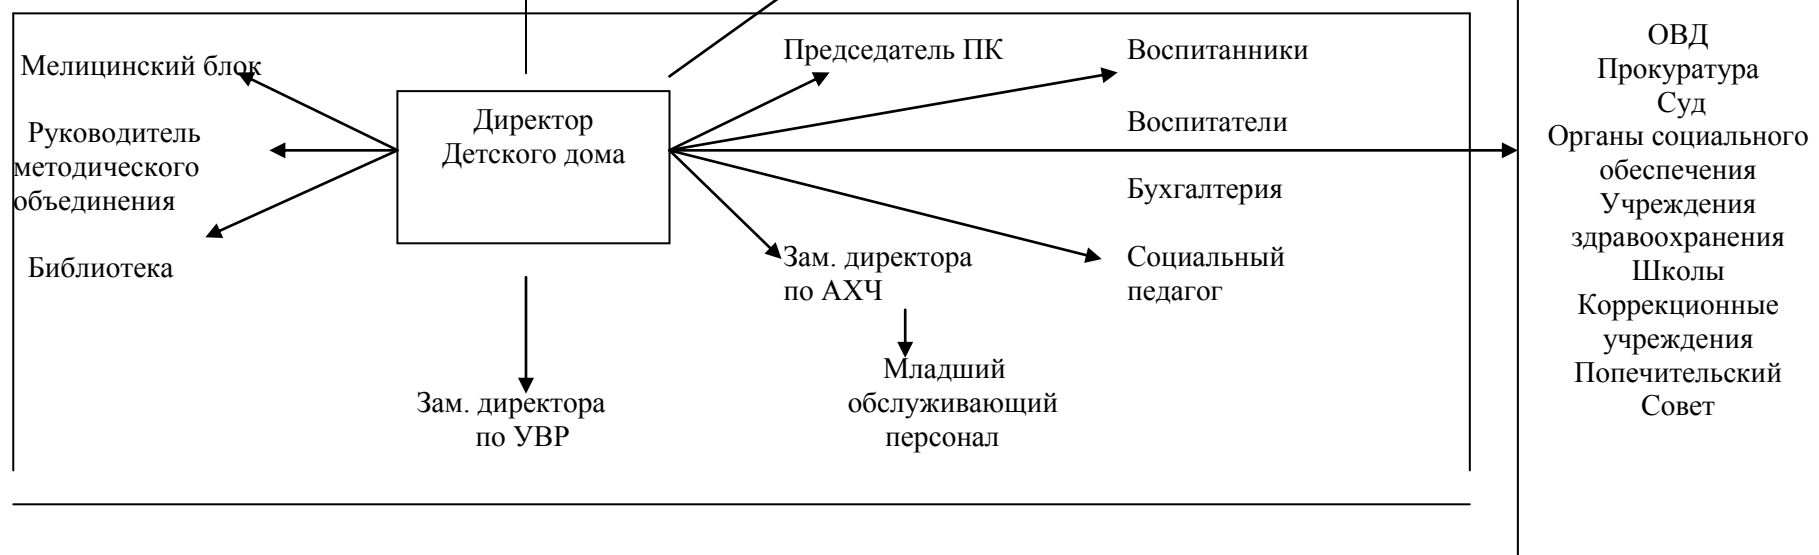 Мелицинский блок
Руководитель
методического
объединения
Библиотека
Директор
Детского дома
Зам. директора
по УВР
Председатель ПК
Зам. директора
по АХЧ
Младший
обслуживающий
персонал
Воспитанники
Воспитатели
Бухгалтерия
Социальный
педагог
ОВД
Прокуратура
Суд
Органы социального
обеспечения
Учреждения
здравоохранения
Школы
Коррекционные
учреждения
Попечительский
Совет